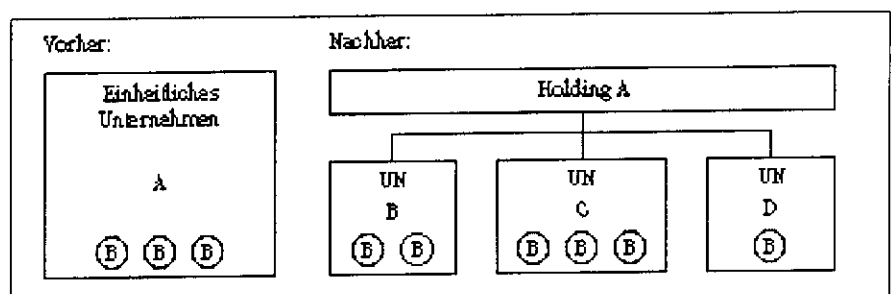 Vorher:
Einheitliches
Unternehmen
A
B B B
Nachher:
Holding A
UN
B
B B
UN
C
B B B
UN
D
B